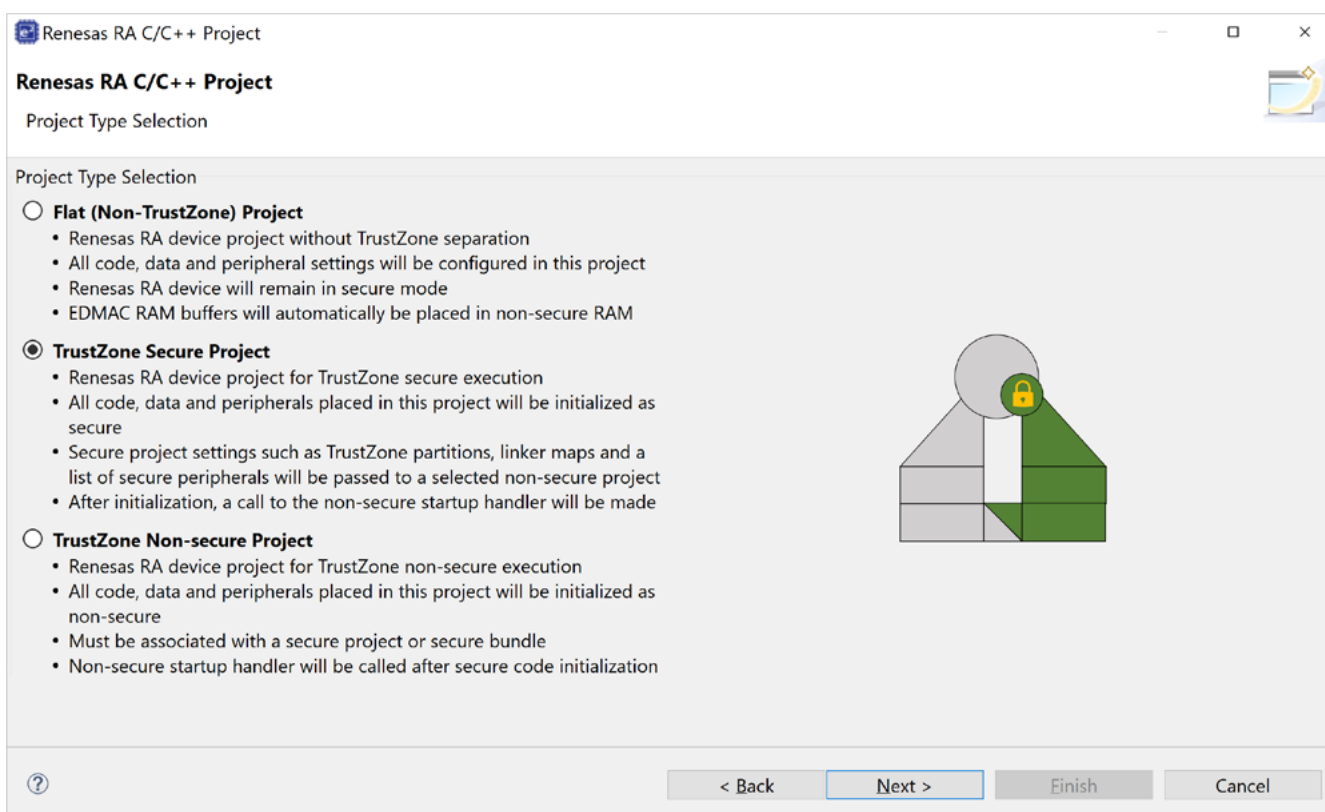 Renesas RA C/C++ Project
Renesas RA C/C++ Project
Project Type Selection
Project Type Selection
Flat (Non-TrustZone) Project
• Renesas RA device project without TrustZone separation
• All code, data and peripheral settings will be configured in this project
• Renesas RA device will remain in secure mode
• EDMAC RAM buffers will automatically be placed in non-secure RAM
TrustZone Secure Project
• Renesas RA device project for TrustZone secure execution
• All code, data and peripherals placed in this project will be initialized as
secure
• Secure project settings such as TrustZone partitions, linker maps and a
list of secure peripherals will be passed to a selected non-secure project
• After initialization, a call to the non-secure startup handler will be made
TrustZone Non-secure Project
• Renesas RA device project for TrustZone non-secure execution
• All code, data and peripherals placed in this project will be initialized as
non-secure
• Must be associated with a secure project or secure bundle
• Non-secure startup handler will be called after secure code initialization
? < Back Next > Finish Cancel